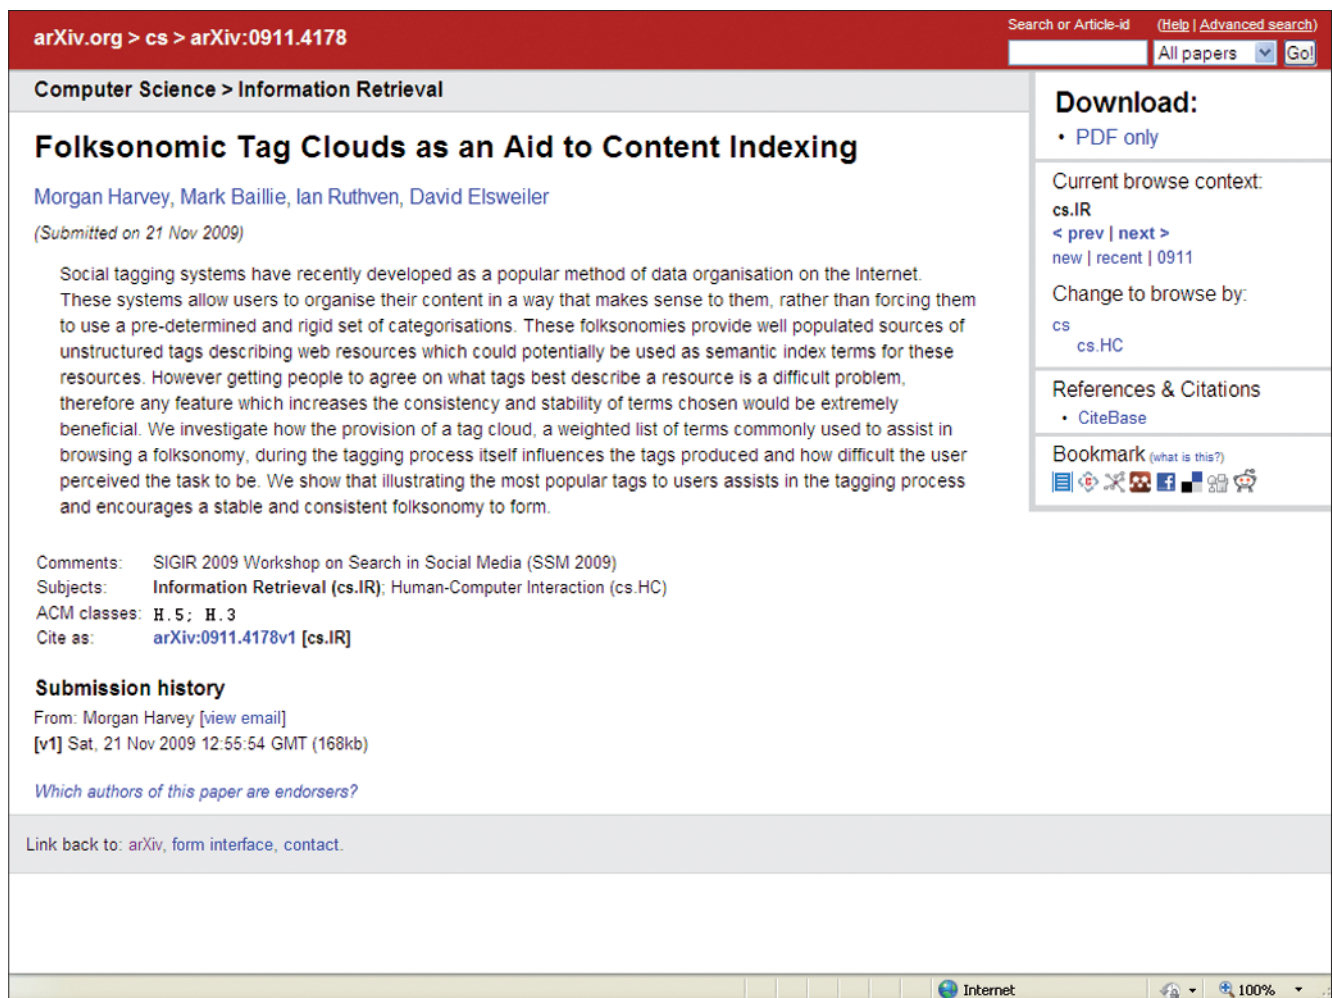 arXiv.org > cs > arXiv:0911.4178
Search or Article-id (Help | Advanced search)
All papers Go!
Computer Science > Information Retrieval
Folksonomic Tag Clouds as an Aid to Content Indexing
Morgan Harvey, Mark Baillie, Ian Ruthven, David Elsweiler
(Submitted on 21 Nov 2009)
Social tagging systems have recently developed as a popular method of data organisation on the Internet.
These systems allow users to organise their content in a way that makes sense to them, rather than forcing them
to use a pre-determined and rigid set of categorisations. These folksonomies provide well populated sources of
unstructured tags describing web resources which could potentially be used as semantic index terms for these
resources. However getting people to agree on what tags best describe a resource is a difficult problem,
therefore any feature which increases the consistency and stability of terms chosen would be extremely
beneficial. We investigate how the provision of a tag cloud, a weighted list of terms commonly used to assist in
browsing a folksonomy, during the tagging process itself influences the tags produced and how difficult the user
perceived the task to be. We show that illustrating the most popular tags to users assists in the tagging process
and encourages a stable and consistent folksonomy to form.
Comments: SIGIR 2009 Workshop on Search in Social Media (SSM 2009)
Subjects: Information Retrieval (cs.IR); Human-Computer Interaction (cs.HC)
ACM classes: H.5; H.3
Cite as: arXiv:0911.4178v1 [cs.IR]
Submission history
From: Morgan Harvey [view email]
[v1] Sat, 21 Nov 2009 12:55:54 GMT (168kb)
Which authors of this paper are endorsers?
Link back to: arXiv, form interface, contact.
Download:
• PDF only
Current browse context:
cs.IR
< prev | next >
new | recent | 0911
Change to browse by:
cs
cs.HC
References & Citations
• CiteBase
Bookmark (what is this?)
Internet
100%